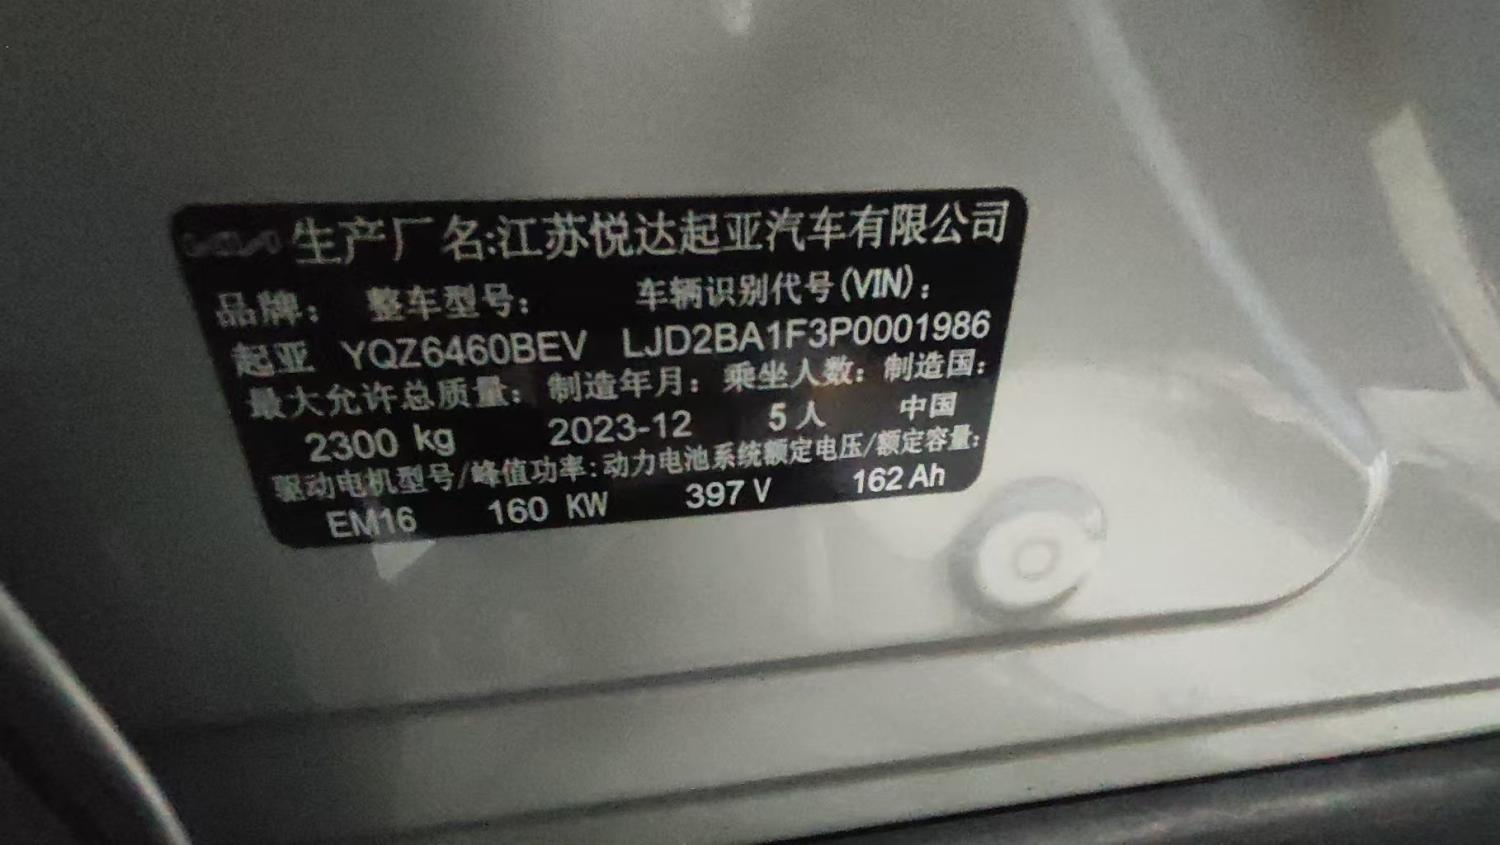 KIA 生产厂名:江苏悦达起亚汽车有限公司
品牌: 整车型号: 车辆识别代号(VIN):
起亚 YQZ6460BEV LJD2BA1F3P0001986
最大允许总质量: 制造年月: 乘坐人数: 制造国:
2300 kg 2023-12 5人 中国
驱动电机型号/峰值功率: 动力电池系统额定电压/额定容量:
EM16 160 KW 397 V 162 Ah